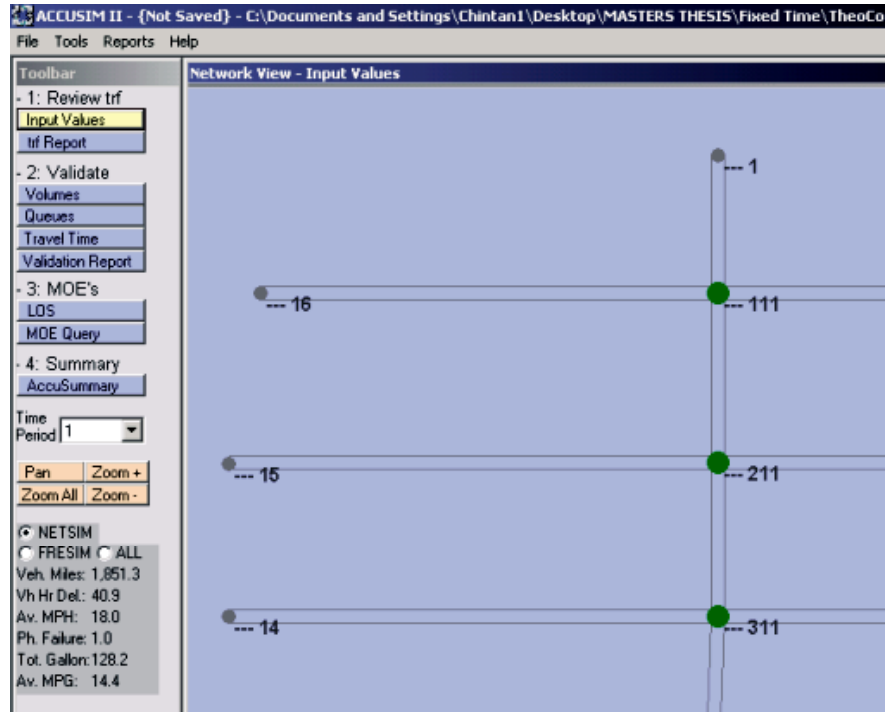 ACCUSIM II - {Not Saved} - C:\Documents and Settings\Chintan1\Desktop\MASTERS THESIS\Fixed Time\TheoCo
File Tools Reports Help
Toolbar
- 1: Review trf
Input Values
trf Report
- 2: Validate
Volumes
Queues
Travel Time
Validation Report
- 3: MOE's
LOS
MOE Query
- 4: Summary
AccuSummary
Time
Period 1
Pan Zoom +
Zoom All Zoom -
NETSIM
FRESIM ALL
Veh. Miles: 1,851.3
Vh Hr Del.: 40.9
Av. MPH: 18.0
Ph. Failure: 1.0
Tot. Gallon: 128.2
Av. MPG: 14.4
Network View - Input Values
--- 1
--- 16 --- 111
--- 15 --- 211
--- 14 --- 311